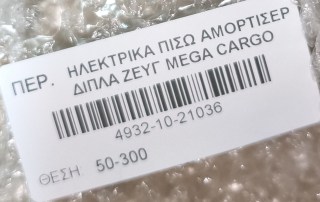 ΠΕΡ. ΗΛΕΚΤΡΙΚΑ ΠΙΣΩ ΑΜΟΡΤΙΣΕΡ
ΔΙΠΛΑ ΖΕΥΓ MEGA CARGO
4932-10-21036
ΘΕΣΗ 50-300